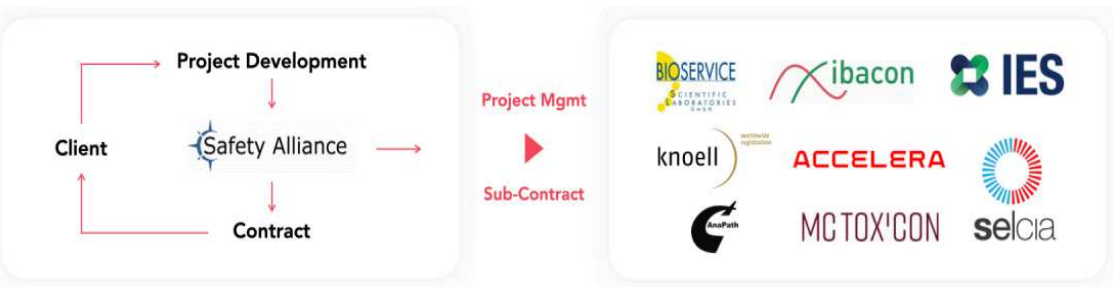 Project Development
Client
Safety Alliance
Contract
Project Mgmt
Sub-Contract
BIOSERVICE
SCIENTIFIC
LABORATORIES
GmbH
ibacon
IES
knoell
worldwide
registration
ACCELERA
AnaPath
MC TOX'CON
selcia